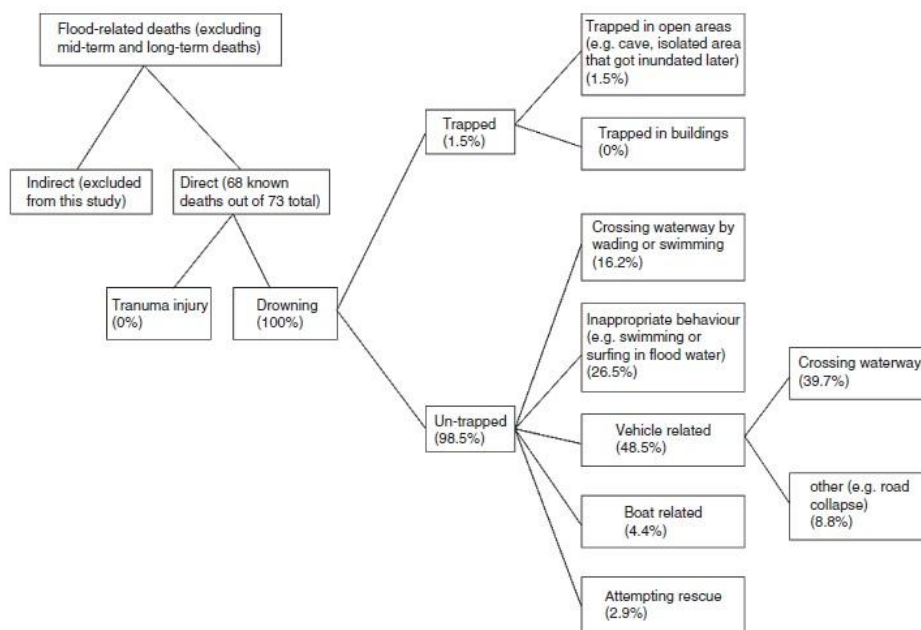 Flood-related deaths (excluding
mid-term and long-term deaths)
Indirect (excluded
from this study)
Direct (68 known
deaths out of 73 total)
Tranuma injury
(0%)
Drowning
(100%)
Trapped
(1.5%)
Un-trapped
(98.5%)
Trapped in open areas
(e.g. cave, isolated area
that got inundated later)
(1.5%)
Trapped in buildings
(0%)
Crossing waterway by
wading or swimming
(16.2%)
Inappropriate behaviour
(e.g. swimming or
surfing in flood water)
(26.5%)
Vehicle related
(48.5%)
Boat related
(4.4%)
Attempting rescue
(2.9%)
Crossing waterway
(39.7%)
other (e.g. road
collapse)
(8.8%)